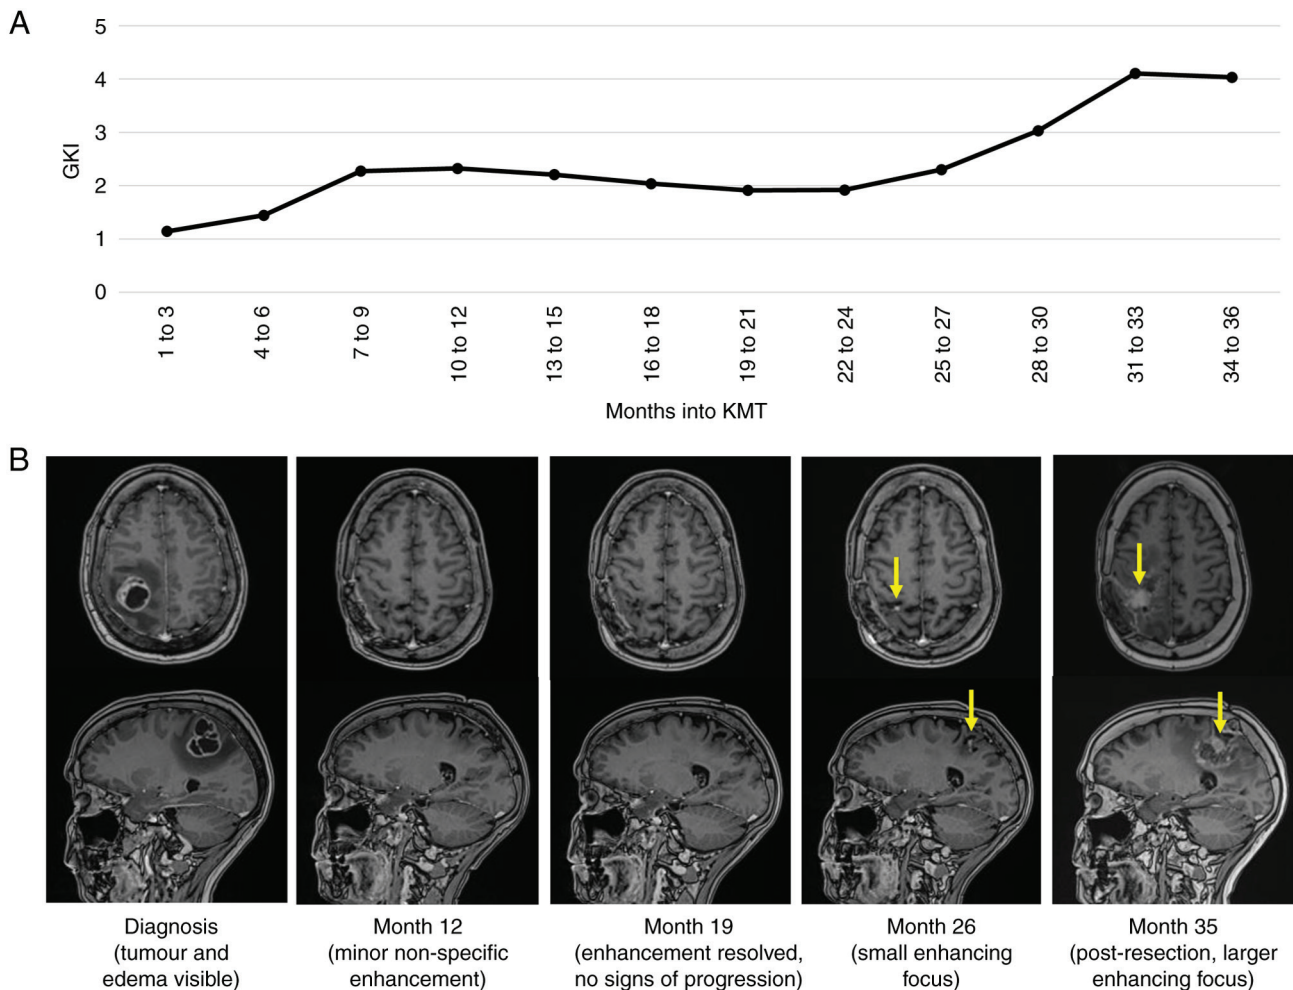 A
5
4
3
2
1
0
GKI
1 to 3
4 to 6
7 to 9
10 to 12
13 to 15
16 to 18
19 to 21
22 to 24
25 to 27
28 to 30
31 to 33
34 to 36
Months into KMT
B
Diagnosis
(tumour and
edema visible)
Month 12
(minor non-specific
enhancement)
Month 19
(enhancement resolved,
no signs of progression)
Month 26
(small enhancing
focus)
Month 35
(post-resection, larger
enhancing focus)